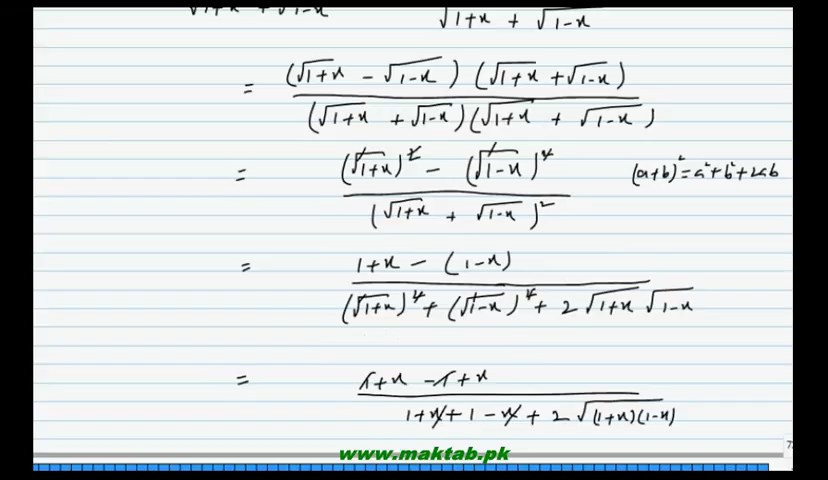 √1+x + √1−x √1+x + √1−x
= (√1+x − √1−x) (√1+x + √1−x)
(√1+x + √1−x)(√1+x + √1−x)
= (√1+x)² − (√1−x)² (a+b)² = a² + b² + 2ab
(√1+x + √1−x)²
= 1+x − (1−x)
(√1+x)² + (√1−x)² + 2 √1+x √1−x
= 1+x − 1+x
1+x+1−x + 2 √(1+x)(1−x)
www.maktab.pk